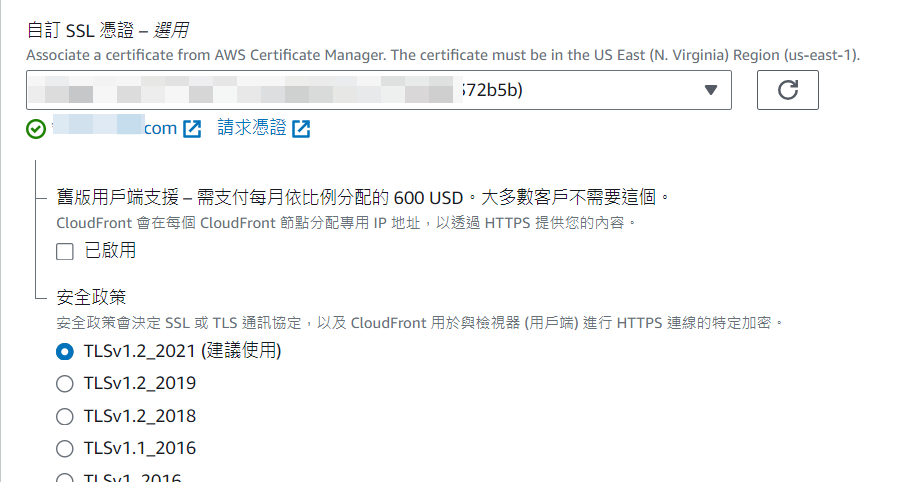 自訂 SSL 憑證 – 選用
Associate a certificate from AWS Certificate Manager. The certificate must be in the US East (N. Virginia) Region (us-east-1).
372b5b)
com 請求憑證
舊版用戶端支援 – 需支付每月依比例分配的 600 USD。大多數客戶不需要這個。
CloudFront 會在每個 CloudFront 節點分配專用 IP 地址，以透過 HTTPS 提供您的內容。
已啟用
安全政策
安全政策會決定 SSL 或 TLS 通訊協定，以及 CloudFront 用於與檢視器 (用戶端) 進行 HTTPS 連線的特定加密。
TLSv1.2_2021 (建議使用)
TLSv1.2_2019
TLSv1.2_2018
TLSv1.1_2016
TLSv1_2016